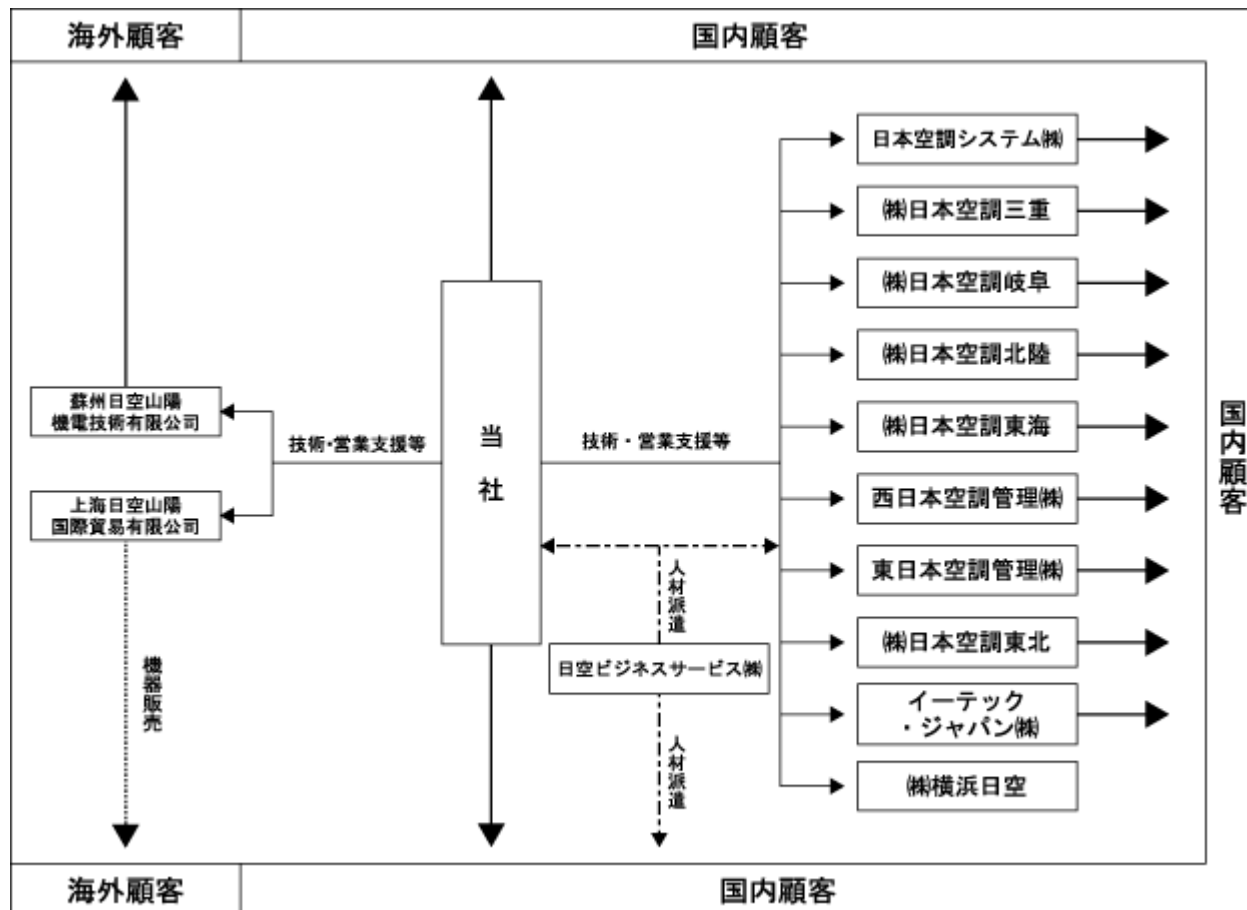 海外顧客
国内顧客
日本空調システム㈱
㈱日本空調三重
㈱日本空調岐阜
㈱日本空調北陸
㈱日本空調東海
西日本空調管理㈱
東日本空調管理㈱
㈱日本空調東北
イーテック
・ジャパン㈱
㈱横浜日空
蘇州日空山陽
機電技術有限公司
上海日空山陽
国際貿易有限公司
技術・営業支援等
当社
技術・営業支援等
人材派遣
日空ビジネスサービス㈱
人材派遣
機器販売
国内顧客
海外顧客
国内顧客